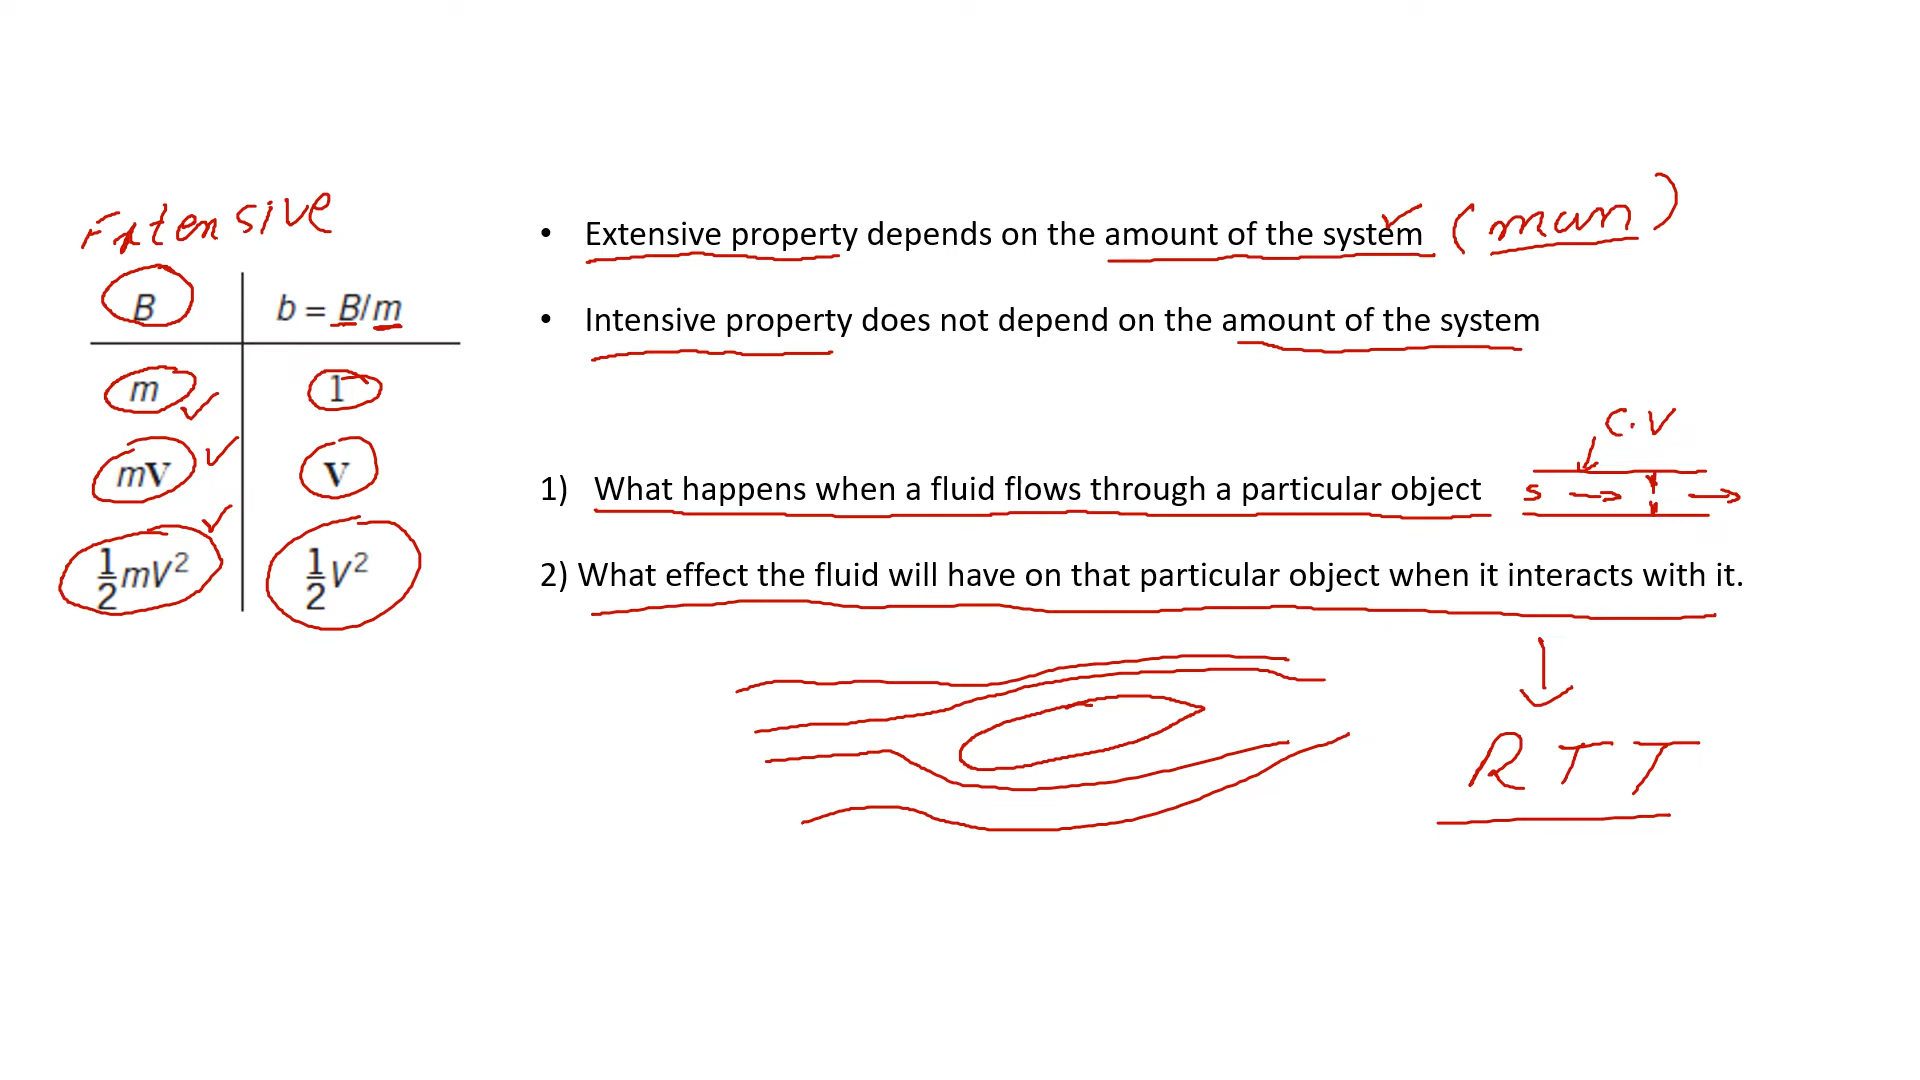 Extensive
B b = B/m
m 1
mV V
½mV² ½V²
• Extensive property depends on the amount of the system (man)
• Intensive property does not depend on the amount of the system
C.V
1) What happens when a fluid flows through a particular object
S
2) What effect the fluid will have on that particular object when it interacts with it.
RTT